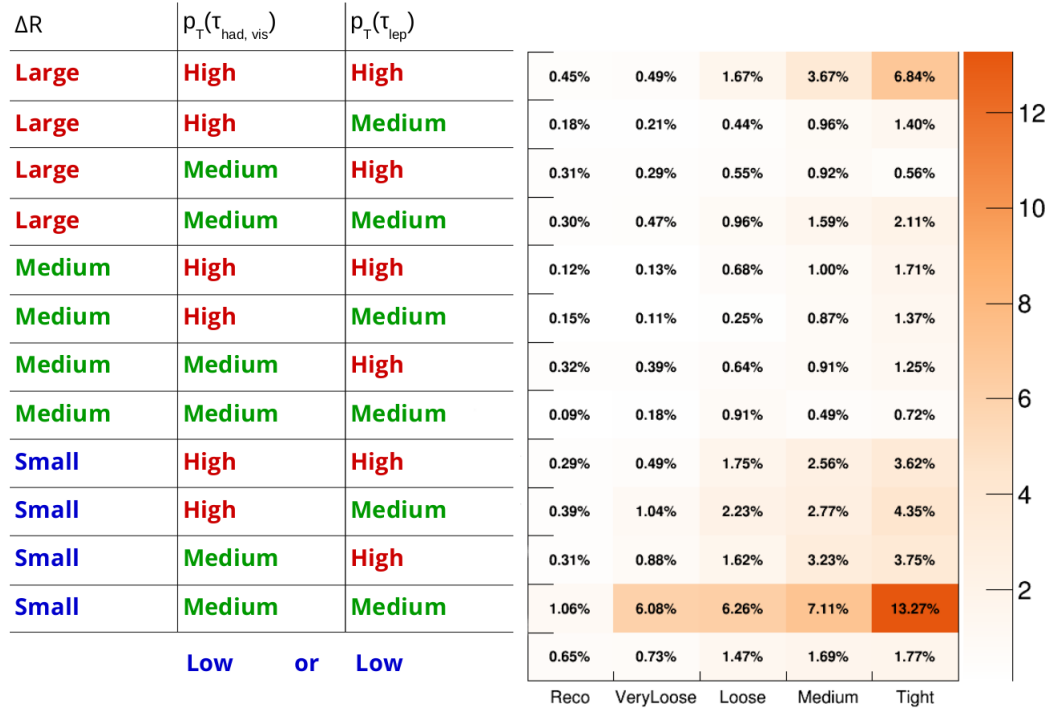 ΔR p_T(τ_had, vis) p_T(τ_lep)
Large High High 0.45% 0.49% 1.67% 3.67% 6.84%
Large High Medium 0.18% 0.21% 0.44% 0.96% 1.40% 12
Large Medium High 0.31% 0.29% 0.55% 0.92% 0.56%
Large Medium Medium 0.30% 0.47% 0.96% 1.59% 2.11% 10
Medium High High 0.12% 0.13% 0.68% 1.00% 1.71%
Medium High Medium 0.15% 0.11% 0.25% 0.87% 1.37% 8
Medium Medium High 0.32% 0.39% 0.64% 0.91% 1.25%
Medium Medium Medium 0.09% 0.18% 0.91% 0.49% 0.72% 6
Small High High 0.29% 0.49% 1.75% 2.56% 3.62%
Small High Medium 0.39% 1.04% 2.23% 2.77% 4.35% 4
Small Medium High 0.31% 0.88% 1.62% 3.23% 3.75%
Small Medium Medium 1.06% 6.08% 6.26% 7.11% 13.27% 2
Low or Low 0.65% 0.73% 1.47% 1.69% 1.77%
Reco VeryLoose Loose Medium Tight